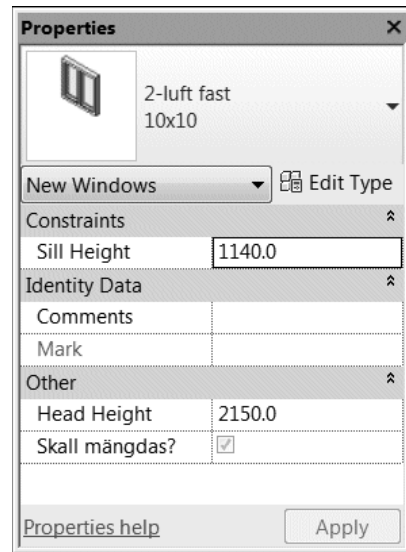 Properties
2-luft fast
10x10
New Windows Edit Type
Constraints
Sill Height 1140.0
Identity Data
Comments
Mark
Other
Head Height 2150.0
Skall mängdas?
Properties help Apply